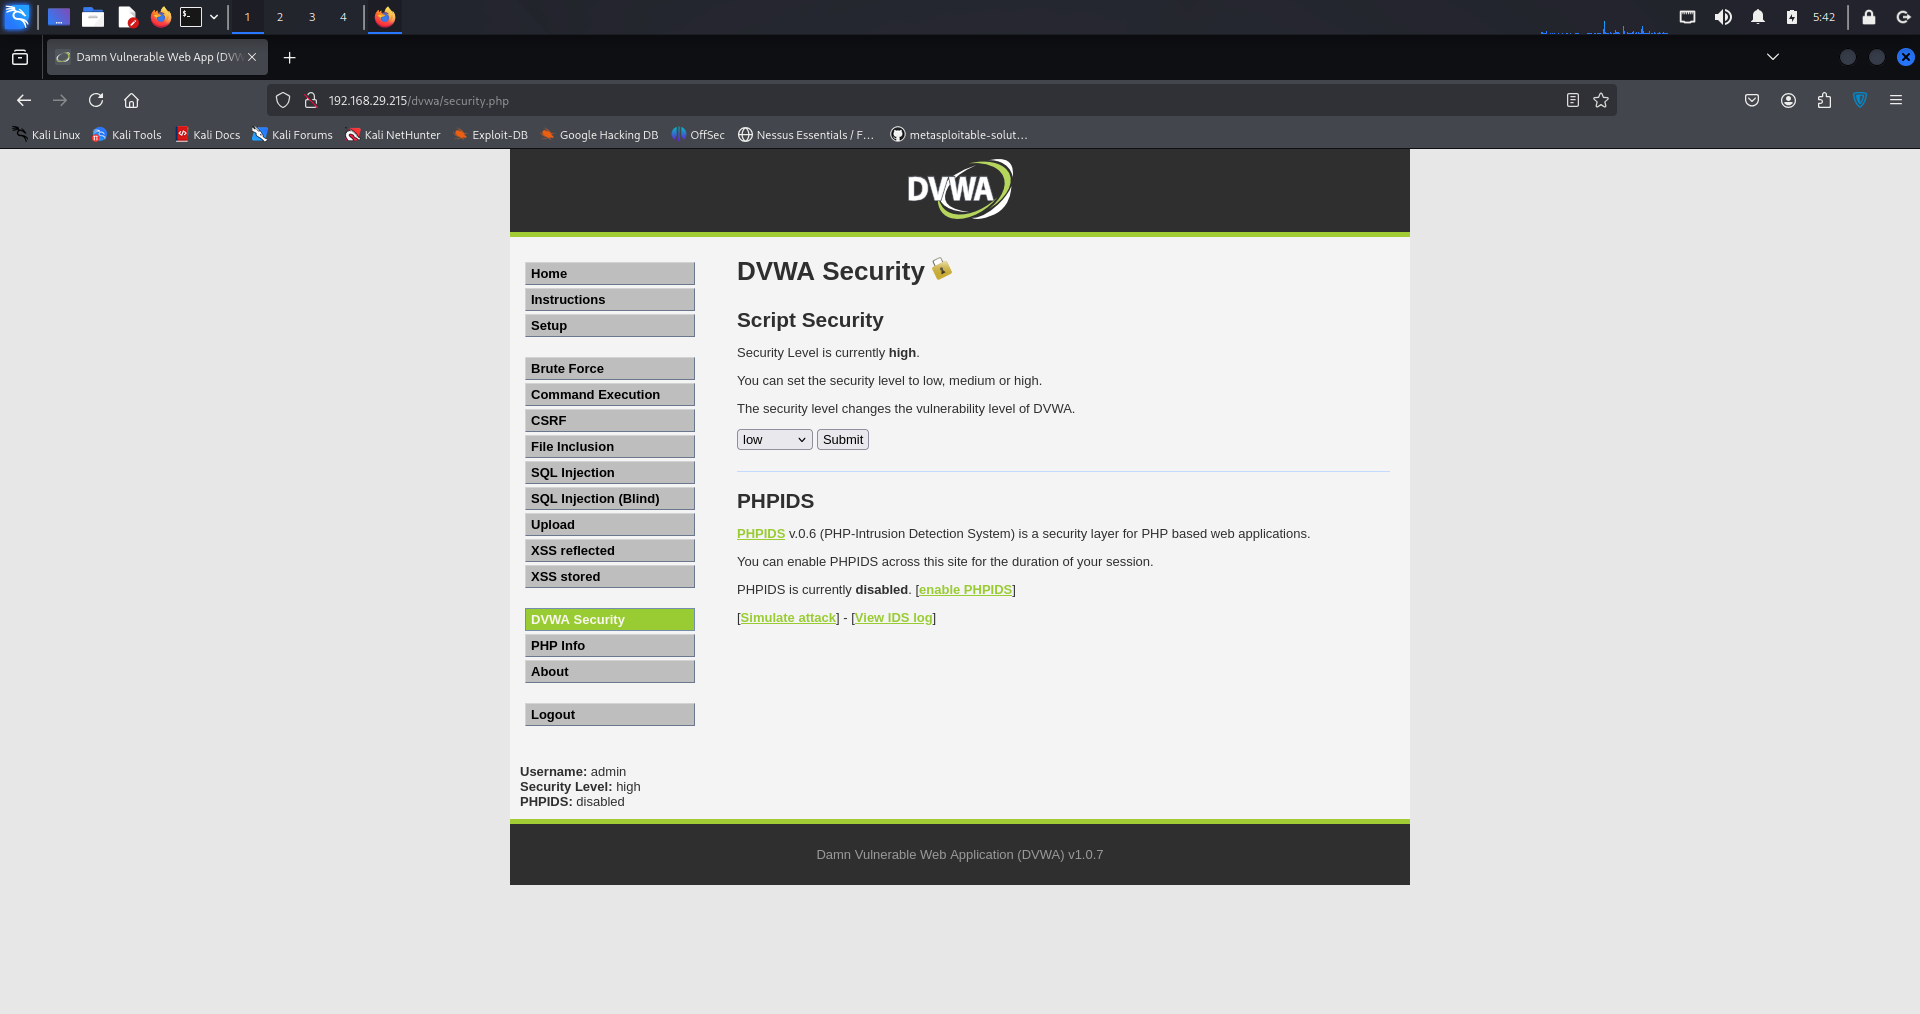 1 2 3 4 5:42
Damn Vulnerable Web App (DVW
192.168.29.215/dvwa/security.php
Kali Linux Kali Tools Kali Docs Kali Forums Kali NetHunter Exploit-DB Google Hacking DB OffSec Nessus Essentials / F… metasploitable-solut…
DVWA
Home
Instructions
Setup
Brute Force
Command Execution
CSRF
File Inclusion
SQL Injection
SQL Injection (Blind)
Upload
XSS reflected
XSS stored
DVWA Security
PHP Info
About
Logout
DVWA Security
Script Security
Security Level is currently high.
You can set the security level to low, medium or high.
The security level changes the vulnerability level of DVWA.
low Submit
PHPIDS
PHPIDS v.0.6 (PHP-Intrusion Detection System) is a security layer for PHP based web applications.
You can enable PHPIDS across this site for the duration of your session.
PHPIDS is currently disabled. [enable PHPIDS]
[Simulate attack] - [View IDS log]
Username: admin
Security Level: high
PHPIDS: disabled
Damn Vulnerable Web Application (DVWA) v1.0.7